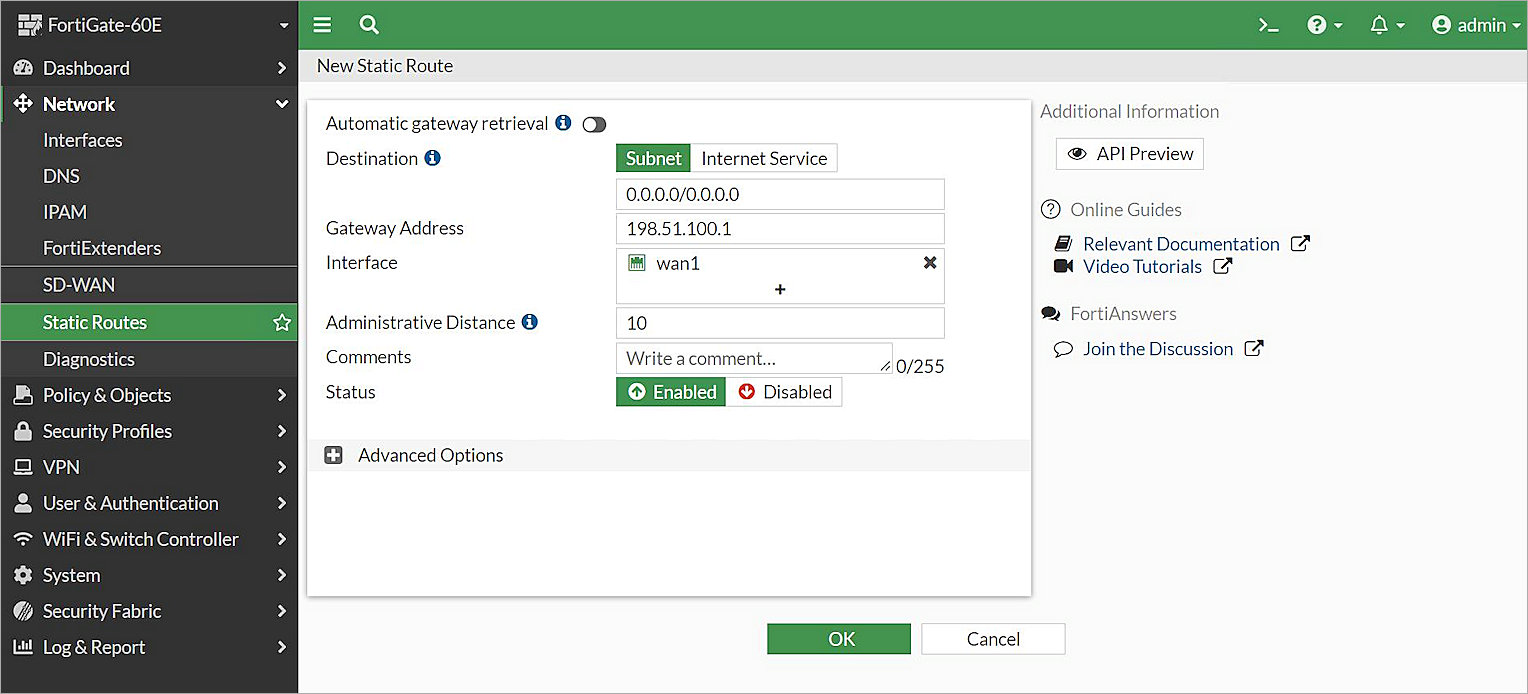 FortiGate-60E
admin
Dashboard
Network
Interfaces
DNS
IPAM
FortiExtenders
SD-WAN
Static Routes
Diagnostics
Policy & Objects
Security Profiles
VPN
User & Authentication
WiFi & Switch Controller
System
Security Fabric
Log & Report
New Static Route
Automatic gateway retrieval
Destination
Subnet Internet Service
0.0.0.0/0.0.0.0
Gateway Address 198.51.100.1
Interface wan1
Administrative Distance 10
Comments Write a comment... 0/255
Status Enabled Disabled
Advanced Options
OK Cancel
Additional Information
API Preview
Online Guides
Relevant Documentation
Video Tutorials
FortiAnswers
Join the Discussion